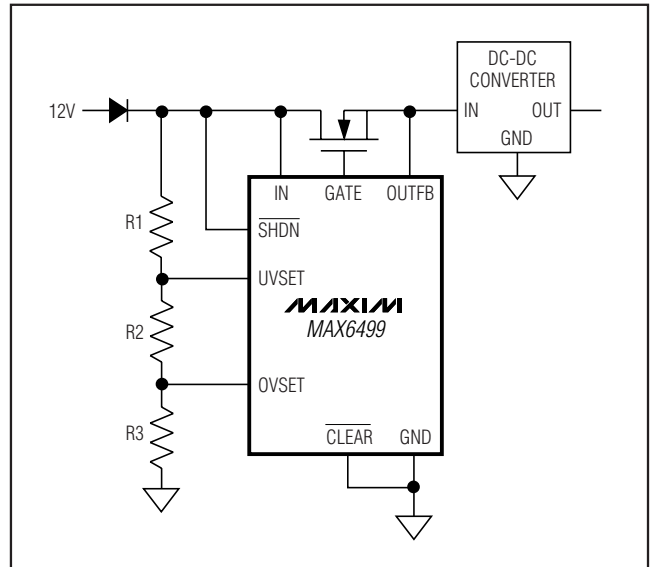 DC-DC
CONVERTER
12V
IN
OUT
GND
IN
GATE
OUTFB
R1
SHDN
UVSET
MAXIM
R2
MAX6499
OVSET
R3
CLEAR
GND